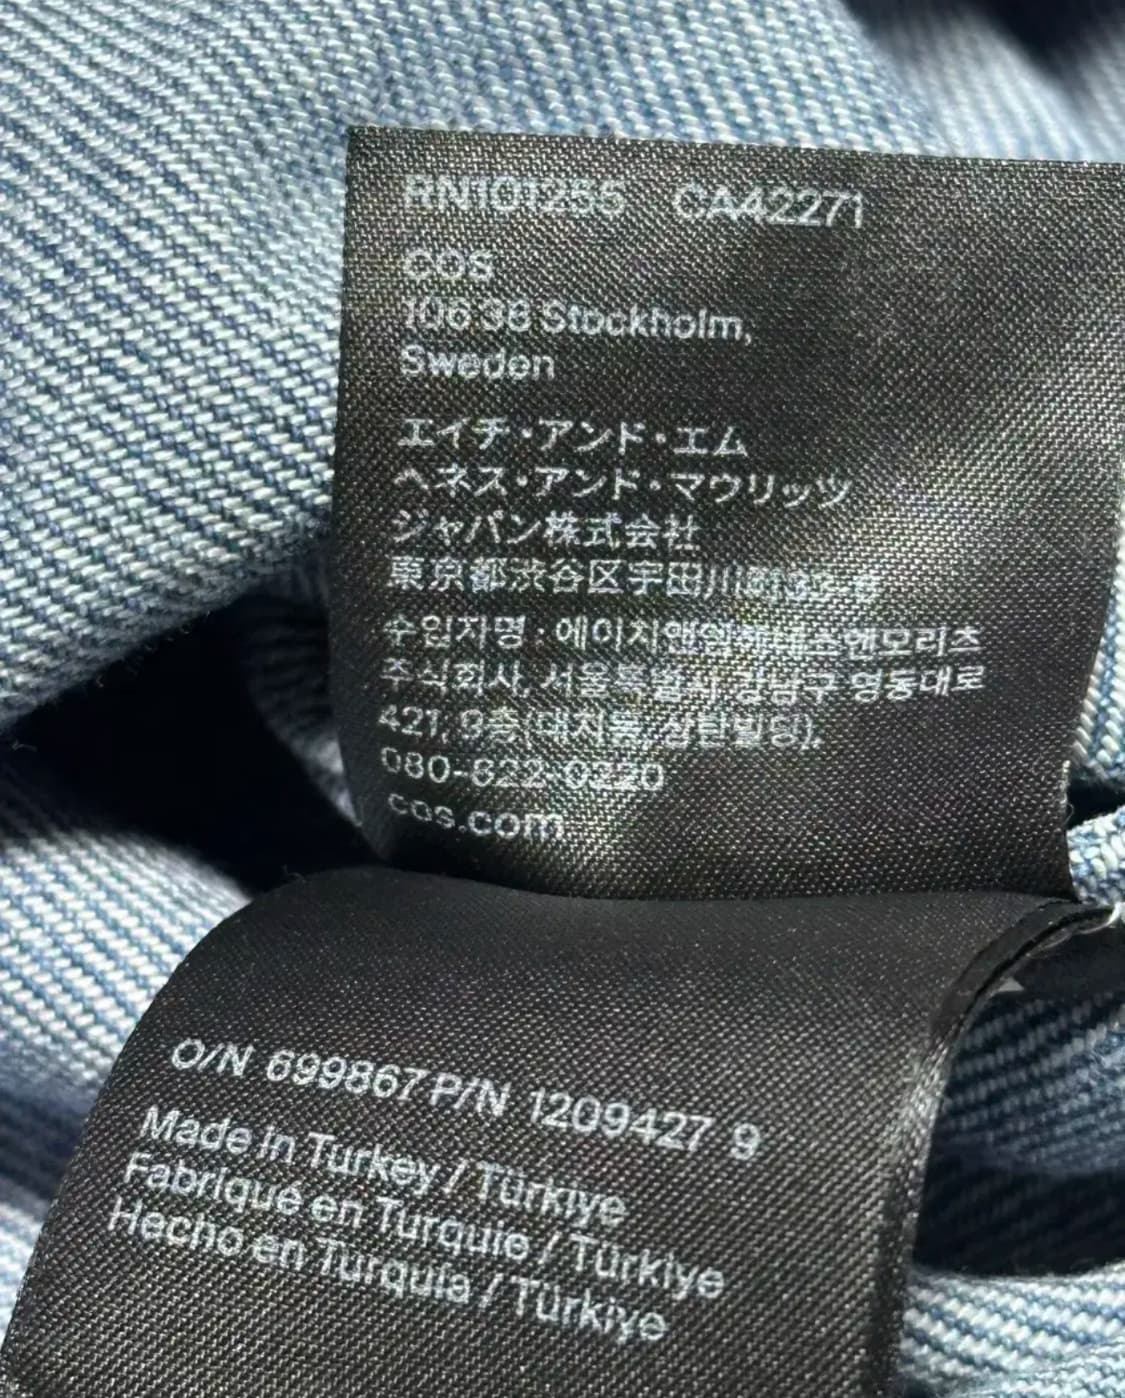 RN101255 CA42271
COS
106 38 Stockholm,
Sweden
エイチ・アンド・エム
ヘネス・アンド・マウリッツ
ジャパン株式会社
東京都渋谷区宇田川町
수입자명 : 에이치앤엠헤네스앤모리츠
주식회사, 서울특별시 강남구 영동대로
421, 9층(대치동, 삼탄빌딩),
080-822-0220
cos.com
O/N 699867 P/N 1209427 9
Made in Turkey / Türkiye
Fabriqué en Turquie / Türkiye
Hecho en Turquía / Türkiye